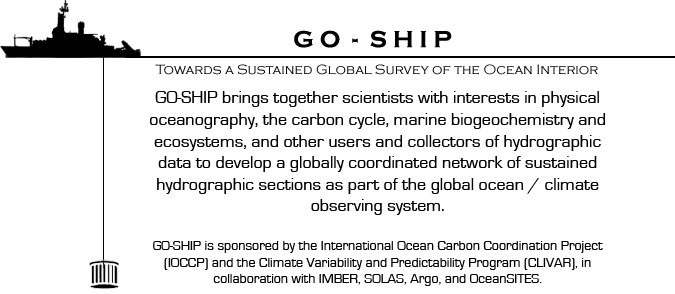 GO - SHIP
TOWARDS A SUSTAINED GLOBAL SURVEY OF THE OCEAN INTERIOR
GO-SHIP brings together scientists with interests in physical
oceanography, the carbon cycle, marine biogeochemistry and
ecosystems, and other users and collectors of hydrographic
data to develop a globally coordinated network of sustained
hydrographic sections as part of the global ocean / climate
observing system.
GO-SHIP is sponsored by the International Ocean Carbon Coordination Project
(IOCCP) and the Climate Variability and Predictability Program (CLIVAR), in
collaboration with IMBER, SOLAS, Argo, and OceanSITES.